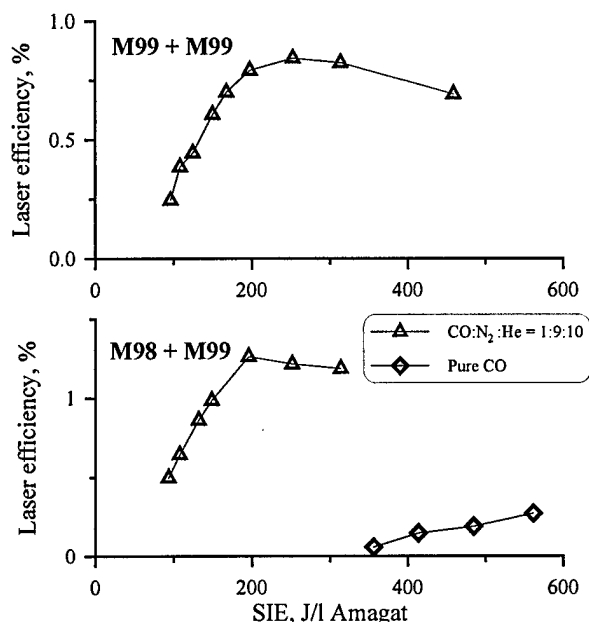 M99 + M99
Laser efficiency, %
1.0
0.5
0.0
0
200
400
600
M98 + M99
CO:N₂:He = 1:9:10
Pure CO
Laser efficiency, %
1
0
0
200
400
600
SIE, J/l Amagat